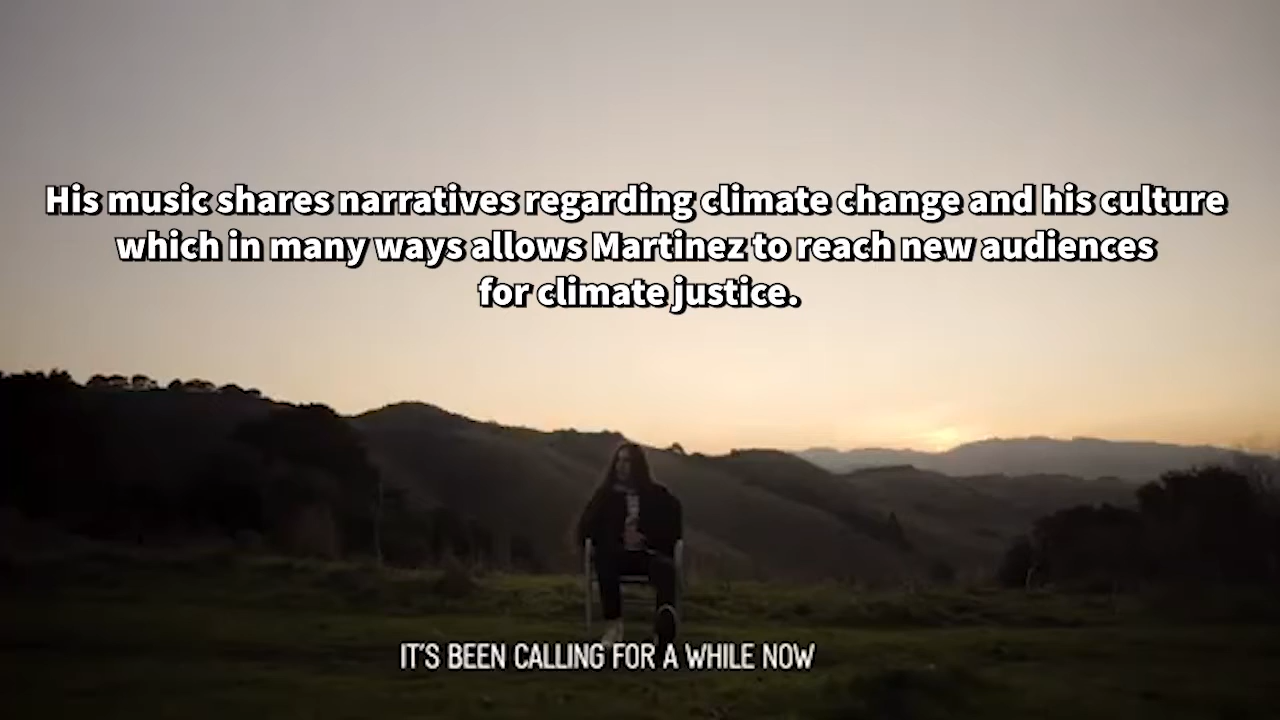 His music shares narratives regarding climate change and his culture
which in many ways allows Martinez to reach new audiences
for climate justice.
IT'S BEEN CALLING FOR A WHILE NOW